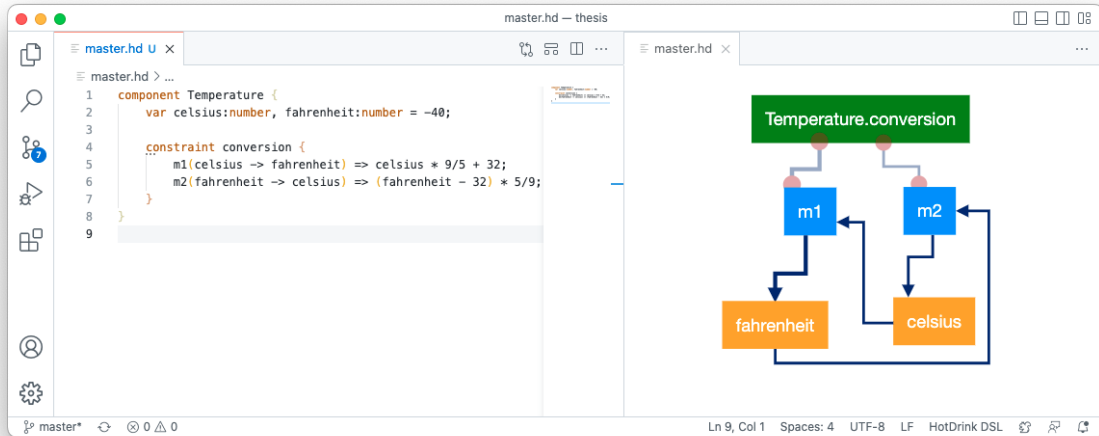 master.hd — thesis
master.hd U
master.hd
master.hd > ...
1 component Temperature {
2 var celsius:number, fahrenheit:number = -40;
3
4 constraint conversion {
5 m1(celsius -> fahrenheit) => celsius * 9/5 + 32;
6 m2(fahrenheit -> celsius) => (fahrenheit - 32) * 5/9;
7 }
8 }
9
7
Temperature.conversion
m1
m2
fahrenheit
celsius
master* 0 0 Ln 9, Col 1 Spaces: 4 UTF-8 LF HotDrink DSL